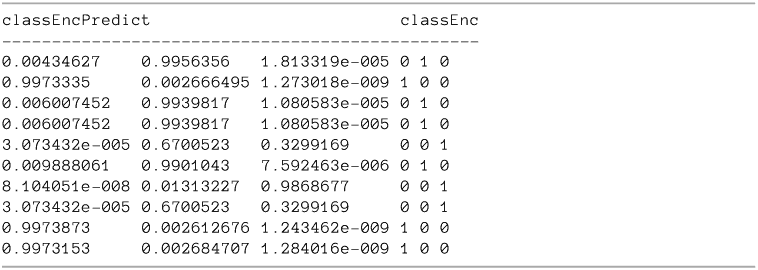 classEncPredict classEnc
------------------------------------------------
0.00434627 0.9956356 1.813319e-005 0 1 0
0.9973335 0.002666495 1.273018e-009 1 0 0
0.006007452 0.9939817 1.080583e-005 0 1 0
0.006007452 0.9939817 1.080583e-005 0 1 0
3.073432e-005 0.6700523 0.3299169 0 0 1
0.009888061 0.9901043 7.592463e-006 0 1 0
8.104051e-008 0.01313227 0.9868677 0 0 1
3.073432e-005 0.6700523 0.3299169 0 0 1
0.9973873 0.002612676 1.243462e-009 1 0 0
0.9973153 0.002684707 1.284016e-009 1 0 0